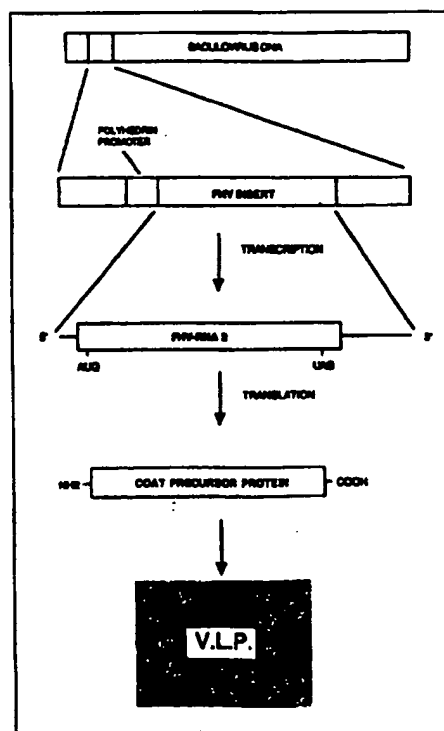 BACULOVIRUS DNA
POLYHEDRIN
PROMOTER
FHV INSERT
TRANSCRIPTION
5'
FHV-RNA 2
3'
AUG
UAG
TRANSLATION
NH2
COAT PRECURSOR PROTEIN
COOH
V.L.P.